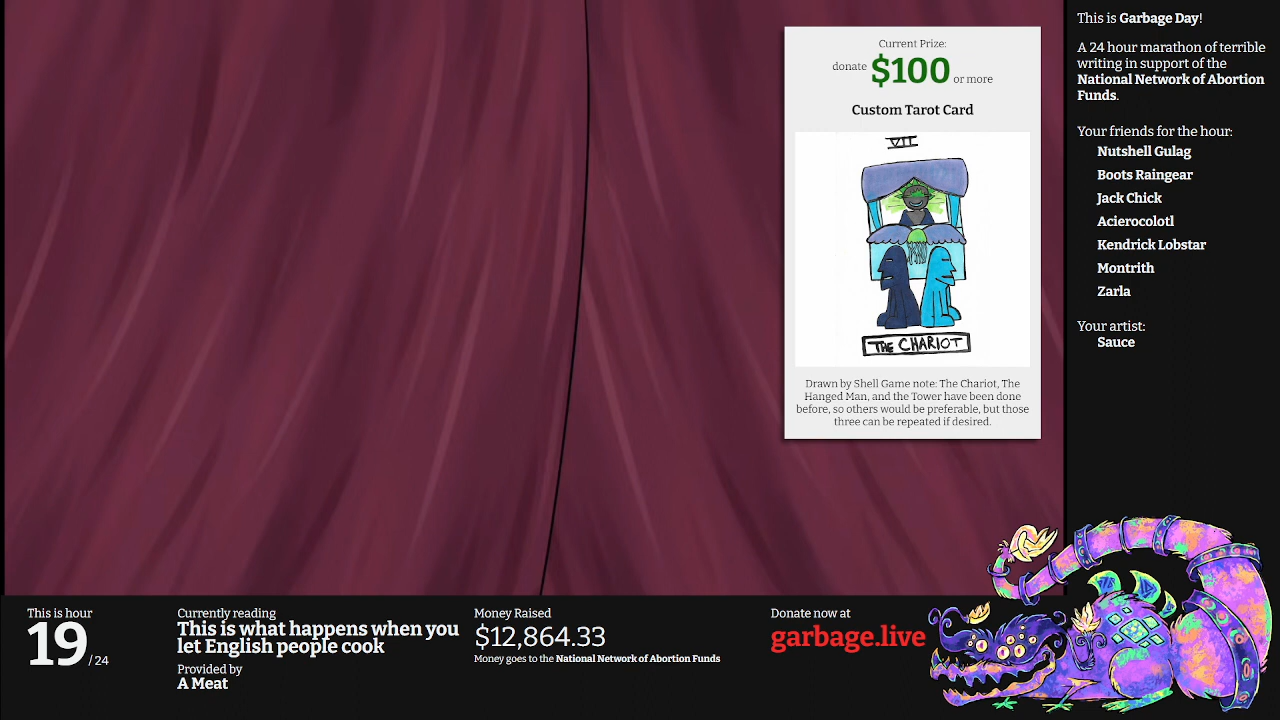 Current Prize:
donate $100 or more
Custom Tarot Card
VII
THE CHARIOT
Drawn by Shell Game note: The Chariot, The
Hanged Man, and the Tower have been done
before, so others would be preferable, but those
three can be repeated if desired.
This is Garbage Day!
A 24 hour marathon of terrible
writing in support of the
National Network of Abortion
Funds.
Your friends for the hour:
Nutshell Gulag
Boots Raingear
Jack Chick
Acierocolotl
Kendrick Lobstar
Montrith
Zarla
Your artist:
Sauce
This is hour
19/24
Currently reading
This is what happens when you
let English people cook
Provided by
A Meat
Money Raised
$12,864.33
Money goes to the National Network of Abortion Funds
Donate now at
garbage.live